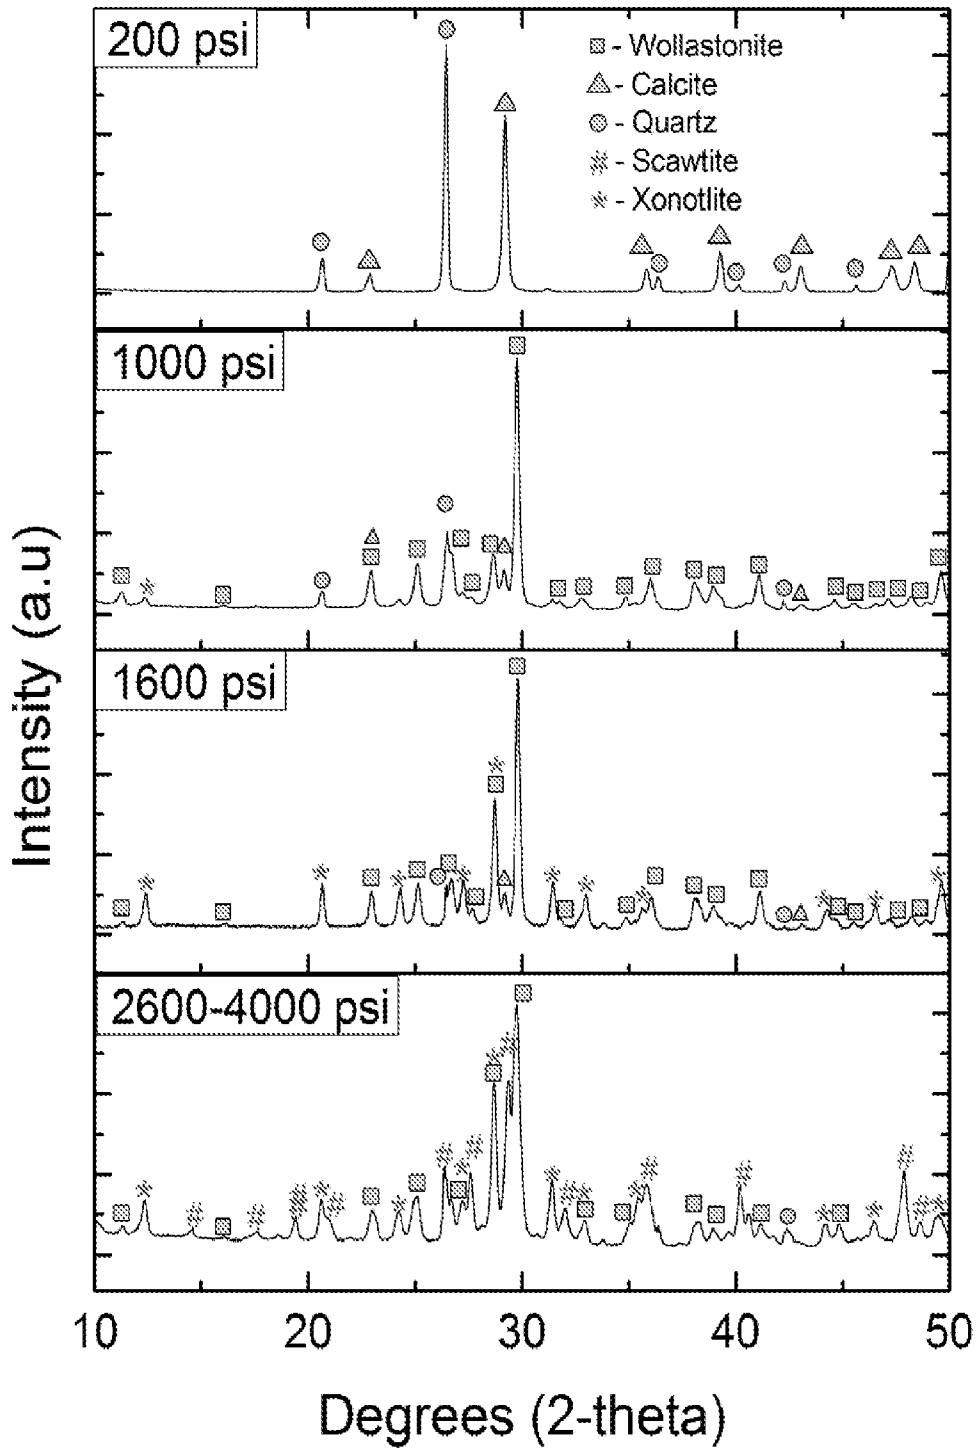 200 psi
- Wollastonite
- Calcite
- Quartz
- Scawtite
- Xonotlite
1000 psi
1600 psi
2600-4000 psi
Intensity (a.u)
10 20 30 40 50
Degrees (2-theta)